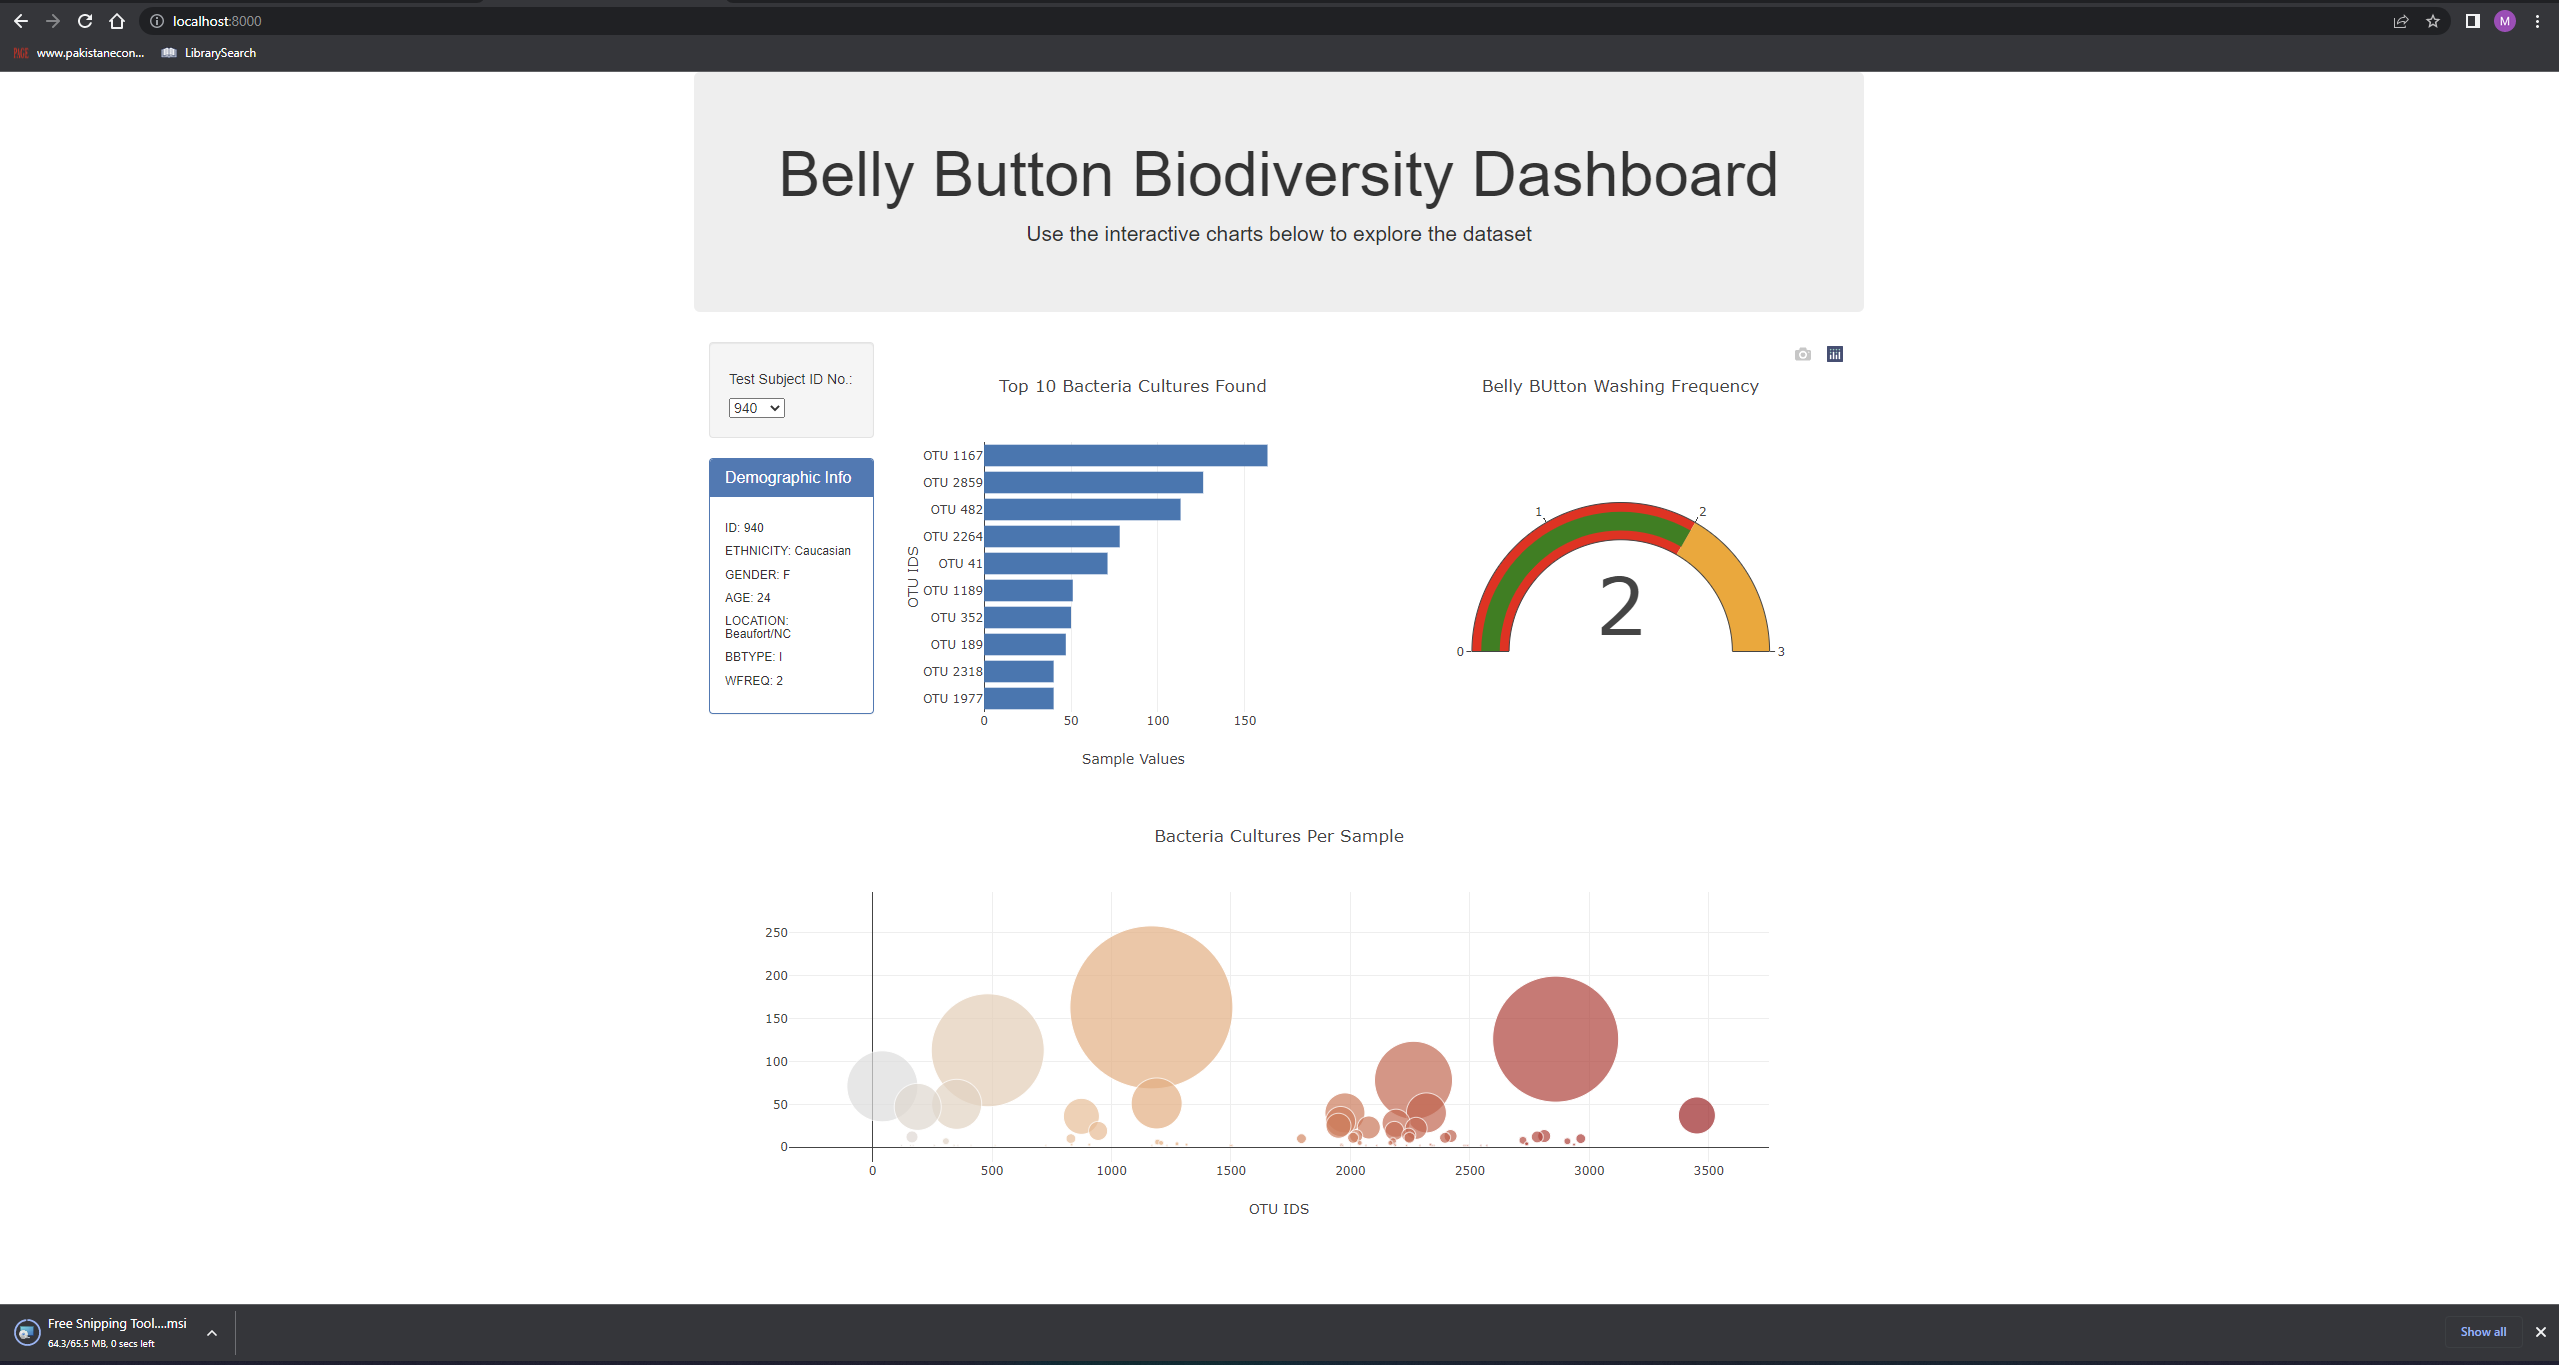 localhost:8000
M
PAGE www.pakistanecon... LibrarySearch
Belly Button Biodiversity Dashboard
Use the interactive charts below to explore the dataset
Test Subject ID No.:
940
Demographic Info
ID: 940
ETHNICITY: Caucasian
GENDER: F
AGE: 24
LOCATION:
Beaufort/NC
BBTYPE: I
WFREQ: 2
Top 10 Bacteria Cultures Found
OTU IDS
OTU 1167
OTU 2859
OTU 482
OTU 2264
OTU 41
OTU 1189
OTU 352
OTU 189
OTU 2318
OTU 1977
0 50 100 150
Sample Values
Belly BUtton Washing Frequency
0 1 2 3
2
Bacteria Cultures Per Sample
250
200
150
100
50
0
0 500 1000 1500 2000 2500 3000 3500
OTU IDS
Free Snipping Tool....msi
64.3/65.5 MB, 0 secs left
Show all